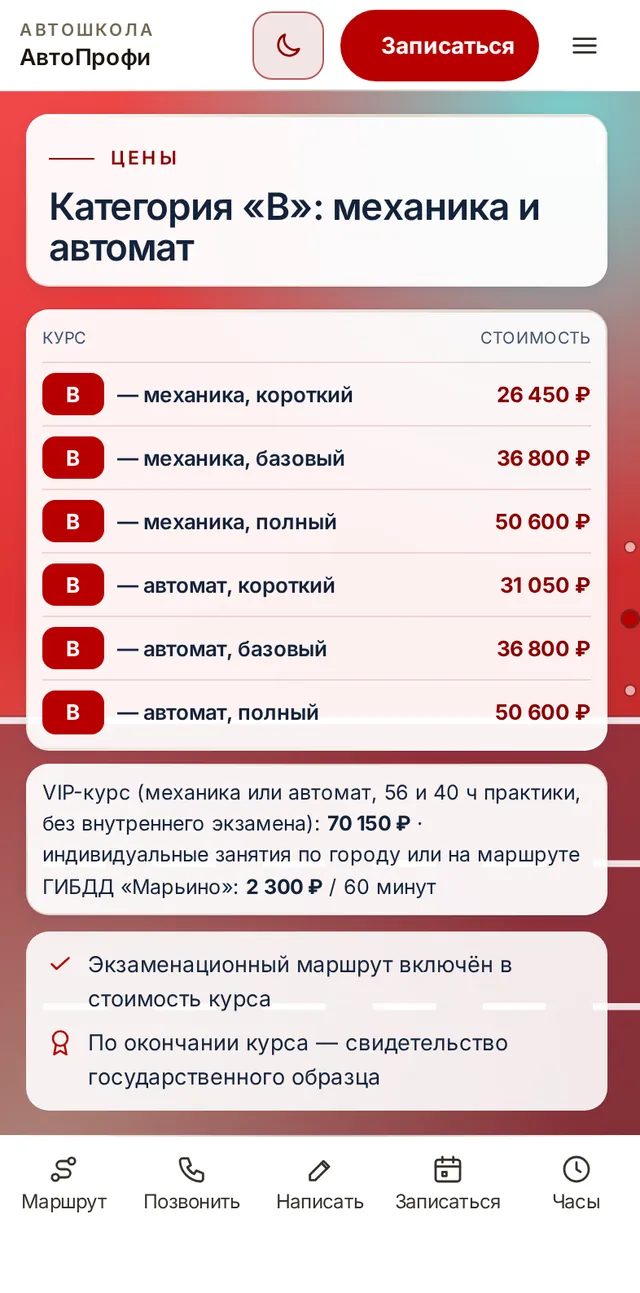 АВТОШКОЛА
АвтоПрофи
Записаться
ЦЕНЫ
Категория «B»: механика и
автомат
КУРС СТОИМОСТЬ
B — механика, короткий 26 450 ₽
B — механика, базовый 36 800 ₽
B — механика, полный 50 600 ₽
B — автомат, короткий 31 050 ₽
B — автомат, базовый 36 800 ₽
B — автомат, полный 50 600 ₽
VIP-курс (механика или автомат, 56 и 40 ч практики,
без внутреннего экзамена): 70 150 ₽ ·
индивидуальные занятия по городу или на маршруте
ГИБДД «Марьино»: 2 300 ₽ / 60 минут
Экзаменационный маршрут включён в
стоимость курса
По окончании курса — свидетельство
государственного образца
Маршрут Позвонить Написать Записаться Часы